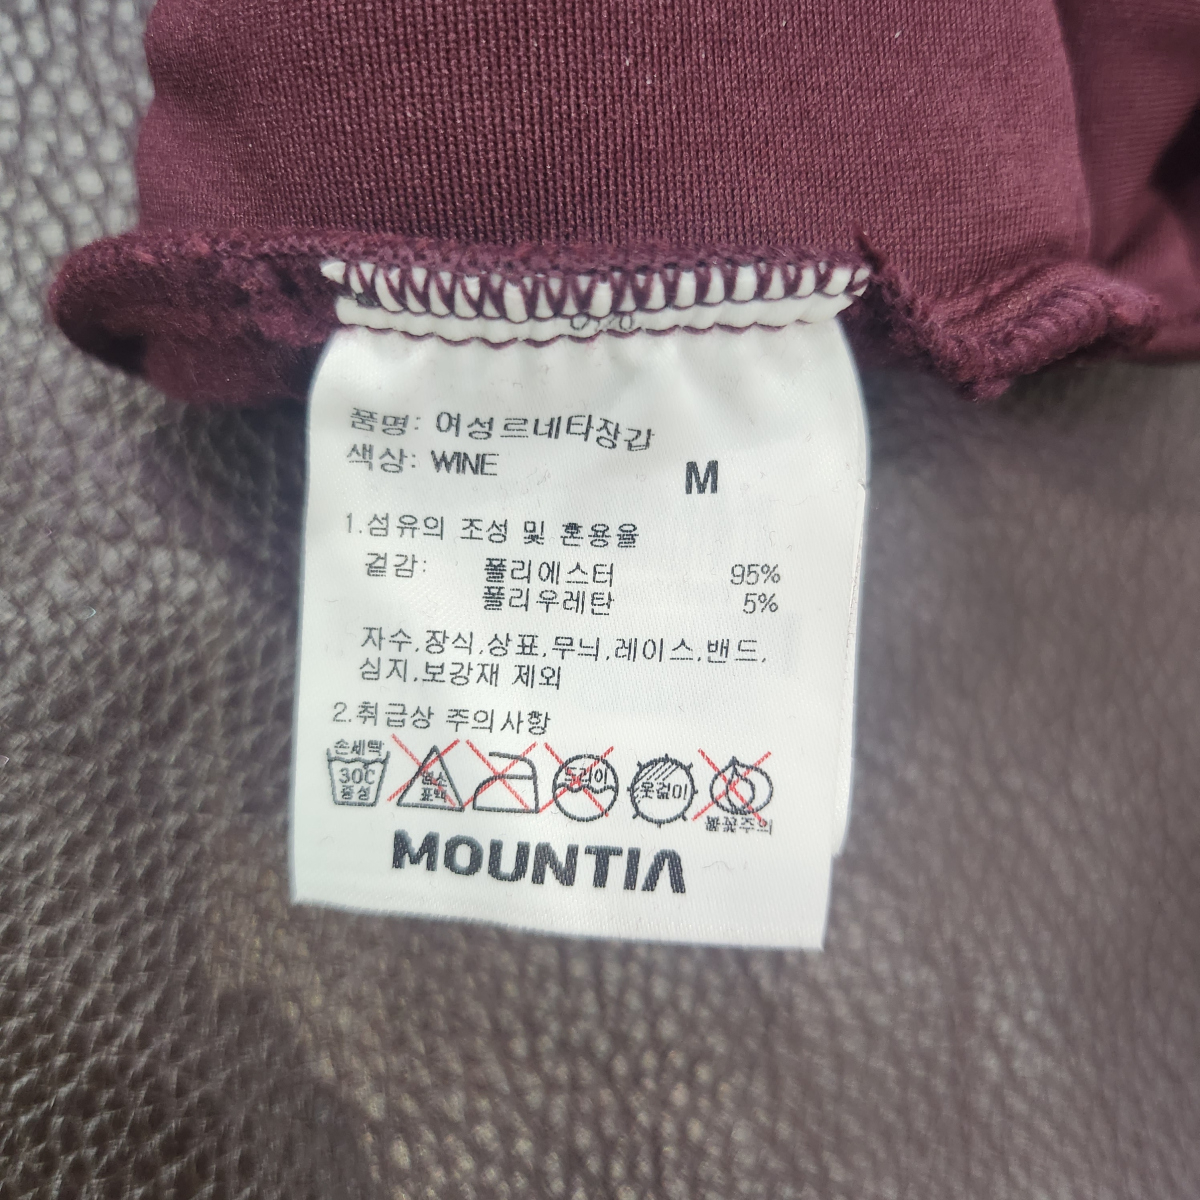 품명: 여성르네타장갑
색상: WINE
M
1.섬유의 조성 및 혼용율
겉감: 폴리에스터 95%
폴리우레탄 5%
자수,장식,상표,무늬,레이스,밴드,
심지,보강재 제외
2.취급상 주의사항
손세탁
30C
중성
염소
표백
드라이
옷걸이
불꽃주의
MOUNTIA